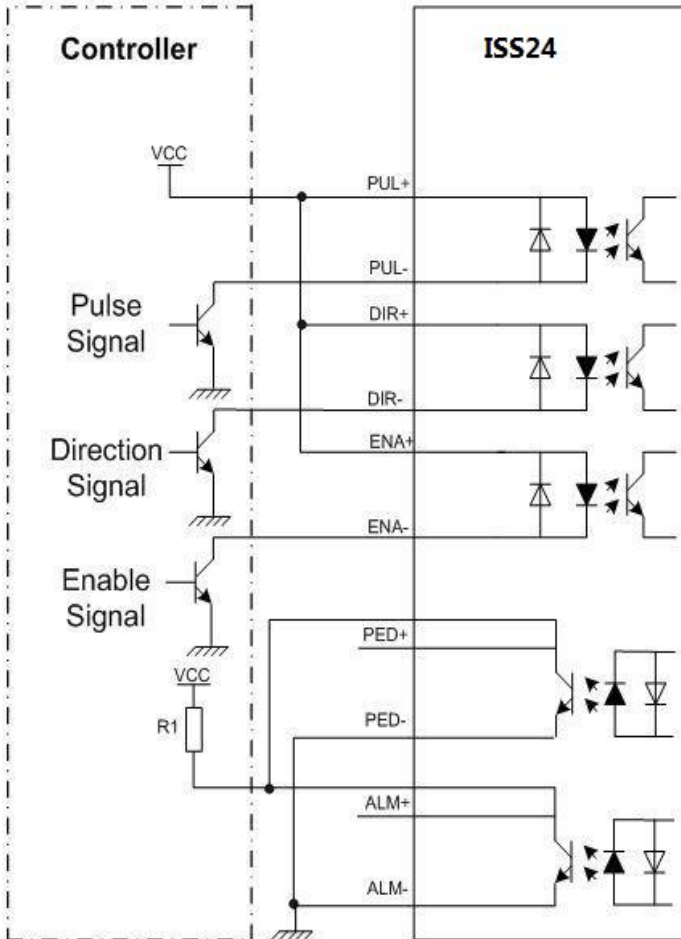 Controller
ISS24
VCC
PUL+
PUL-
Pulse
Signal
DIR+
DIR-
Direction
Signal
ENA+
ENA-
Enable
Signal
PED+
VCC
R1
PED-
ALM+
ALM-